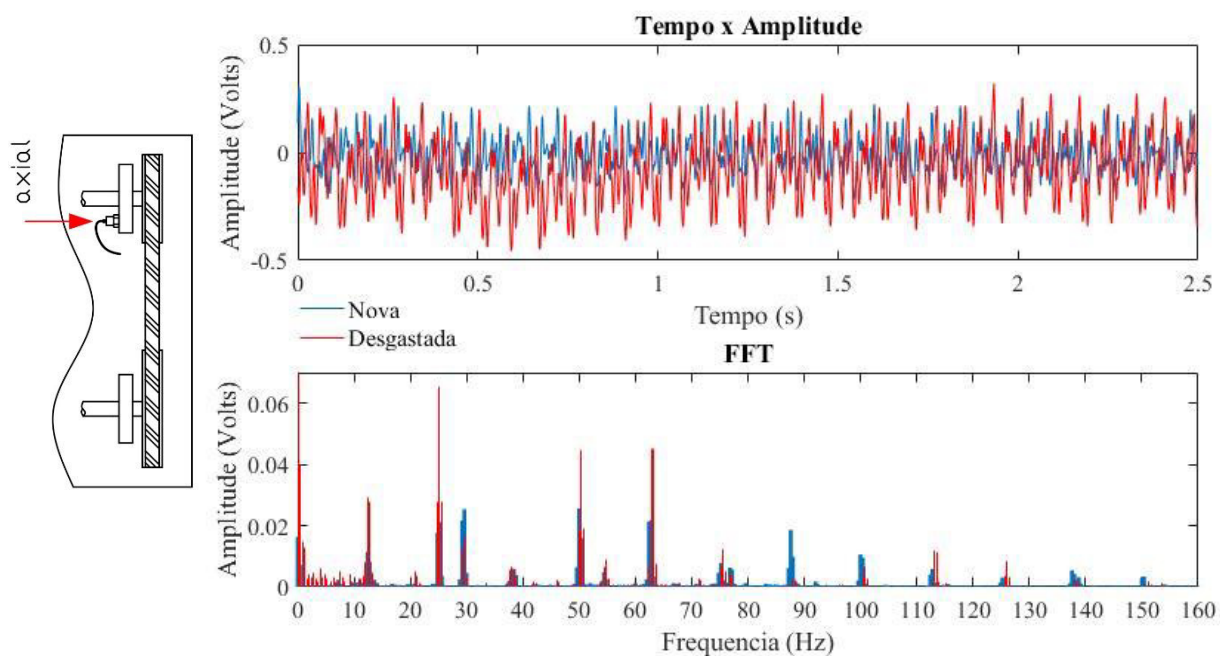 axial
Tempo x Amplitude
Amplitude (Volts)
0.5
0
-0.5
0 0.5 1 1.5 2 2.5
Tempo (s)
Nova
Desgastada
FFT
Amplitude (Volts)
0.06
0.04
0.02
0
0 10 20 30 40 50 60 70 80 90 100 110 120 130 140 150 160
Frequencia (Hz)